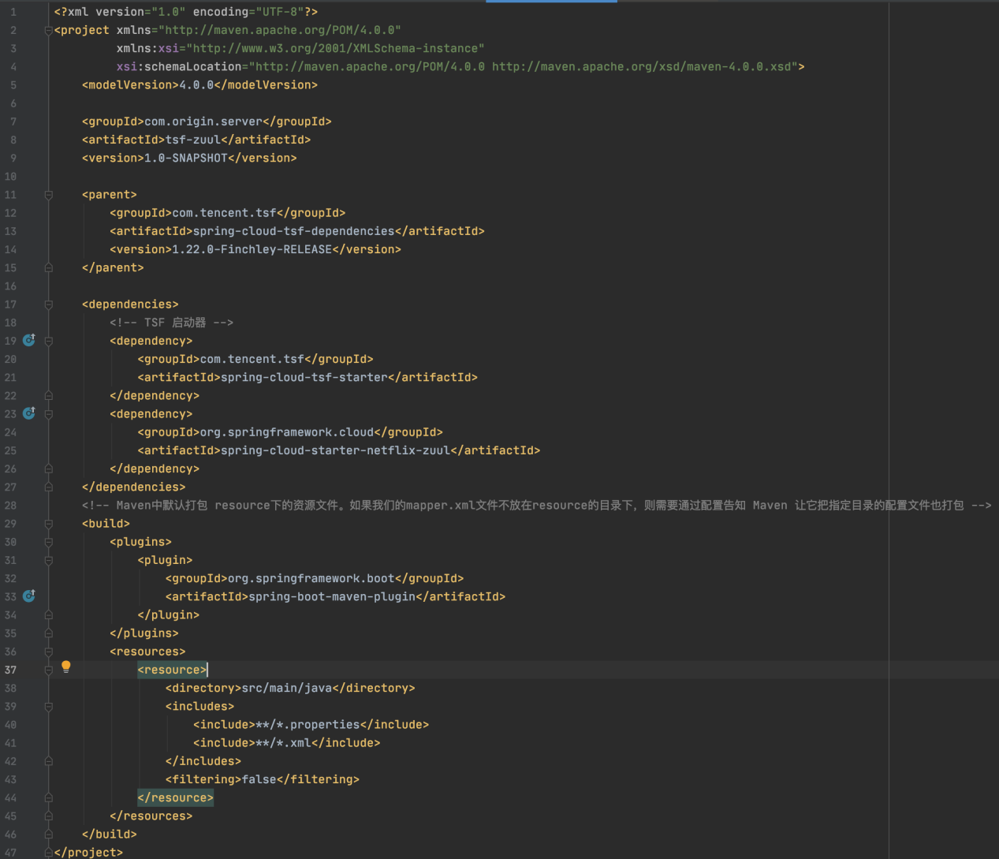 1 <?xml version="1.0" encoding="UTF-8"?>
2 <project xmlns="http://maven.apache.org/POM/4.0.0"
3 xmlns:xsi="http://www.w3.org/2001/XMLSchema-instance"
4 xsi:schemaLocation="http://maven.apache.org/POM/4.0.0 http://maven.apache.org/xsd/maven-4.0.0.xsd">
5 <modelVersion>4.0.0</modelVersion>
6
7 <groupId>com.origin.server</groupId>
8 <artifactId>tsf-zuul</artifactId>
9 <version>1.0-SNAPSHOT</version>
10
11 <parent>
12 <groupId>com.tencent.tsf</groupId>
13 <artifactId>spring-cloud-tsf-dependencies</artifactId>
14 <version>1.22.0-Finchley-RELEASE</version>
15 </parent>
16
17 <dependencies>
18 <!-- TSF 启动器 -->
19 <dependency>
20 <groupId>com.tencent.tsf</groupId>
21 <artifactId>spring-cloud-tsf-starter</artifactId>
22 </dependency>
23 <dependency>
24 <groupId>org.springframework.cloud</groupId>
25 <artifactId>spring-cloud-starter-netflix-zuul</artifactId>
26 </dependency>
27 </dependencies>
28 <!-- Maven中默认打包 resource下的资源文件。如果我们的mapper.xml文件不放在resource的目录下，则需要通过配置告知 Maven 让它把指定目录的配置文件也打包 -->
29 <build>
30 <plugins>
31 <plugin>
32 <groupId>org.springframework.boot</groupId>
33 <artifactId>spring-boot-maven-plugin</artifactId>
34 </plugin>
35 </plugins>
36 <resources>
37 <resource>
38 <directory>src/main/java</directory>
39 <includes>
40 <include>**/*.properties</include>
41 <include>**/*.xml</include>
42 </includes>
43 <filtering>false</filtering>
44 </resource>
45 </resources>
46 </build>
47 </project>